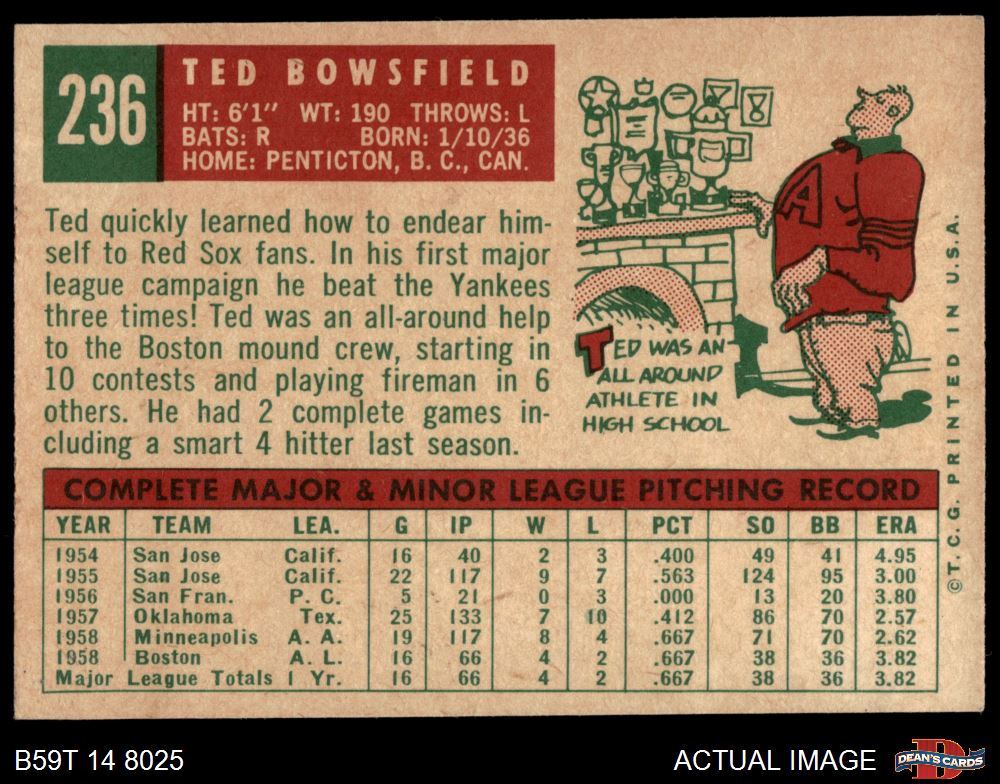 236
TED BOWSFIELD
HT: 6'1" WT: 190 THROWS: L
BATS: R BORN: 1/10/36
HOME: PENTICTON, B. C., CAN.
Ted quickly learned how to endear him-
self to Red Sox fans. In his first major
league campaign he beat the Yankees
three times! Ted was an all-around help
to the Boston mound crew, starting in
10 contests and playing fireman in 6
others. He had 2 complete games in-
cluding a smart 4 hitter last season.
A
TED WAS AN
ALL AROUND
ATHLETE IN
HIGH SCHOOL
COMPLETE MAJOR & MINOR LEAGUE PITCHING RECORD
YEAR TEAM LEA. G IP W L PCT SO BB ERA
1954 San Jose Calif. 16 40 2 3 .400 49 41 4.95
1955 San Jose Calif. 22 117 9 7 .563 124 95 3.00
1956 San Fran. P. C. 5 21 0 3 .000 13 20 3.80
1957 Oklahoma Tex. 25 133 7 10 .412 86 70 2.57
1958 Minneapolis A. A. 19 117 8 4 .667 71 70 2.62
1958 Boston A. L. 16 66 4 2 .667 38 36 3.82
Major League Totals 1 Yr. 16 66 4 2 .667 38 36 3.82
© T. C. G. PRINTED IN U.S.A.
B59T 14 8025
ACTUAL IMAGE
DEAN'S CARDS